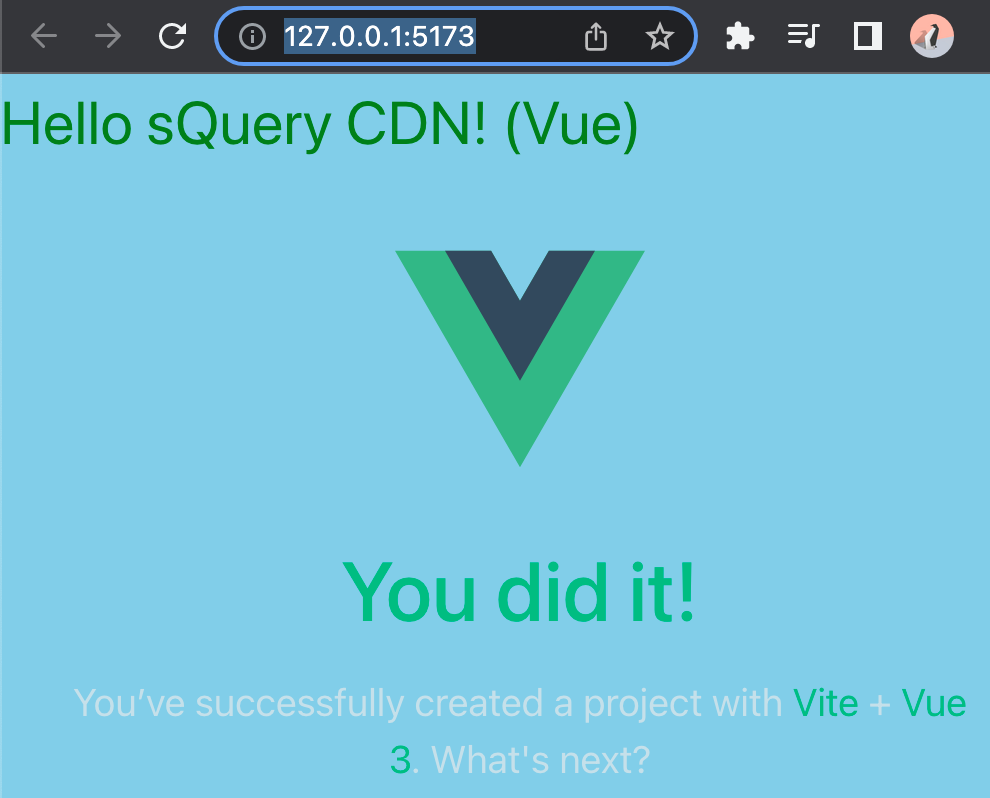 127.0.0.1:5173
Hello sQuery CDN! (Vue)
You did it!
You’ve successfully created a project with Vite + Vue
3. What's next?